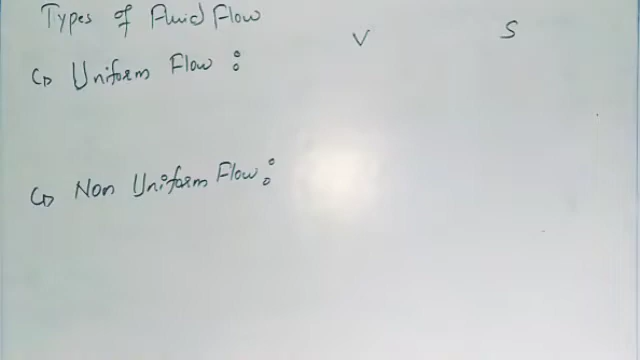 Types of Fluid Flow
V S
Uniform Flow :
Non Uniform Flow :